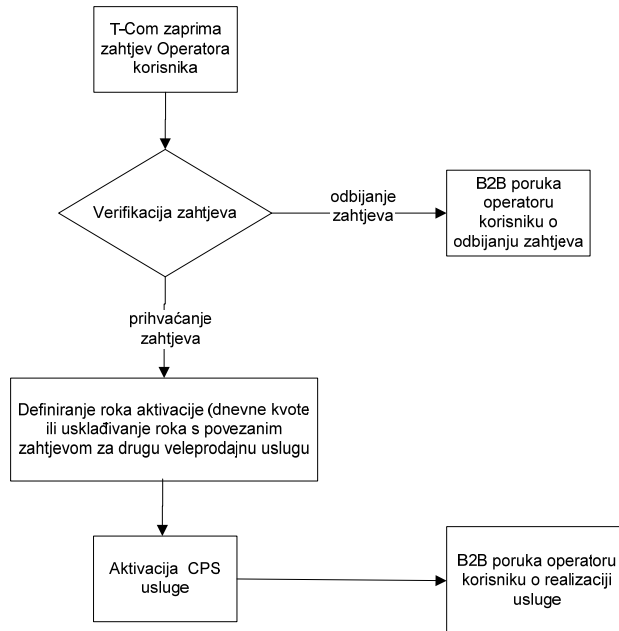 T-Com zaprima
zahtjev Operatora
korisnika
Verifikacija zahtjeva
odbijanje
zahtjeva
B2B poruka
operatoru
korisniku o
odbijanju zahtjeva
prihvaćanje
zahtjeva
Definiranje roka aktivacije (dnevne kvote
ili usklađivanje roka s povezanim
zahtjevom za drugu veleprodajnu uslugu
Aktivacija CPS
usluge
B2B poruka operatoru
korisniku o realizaciji
usluge